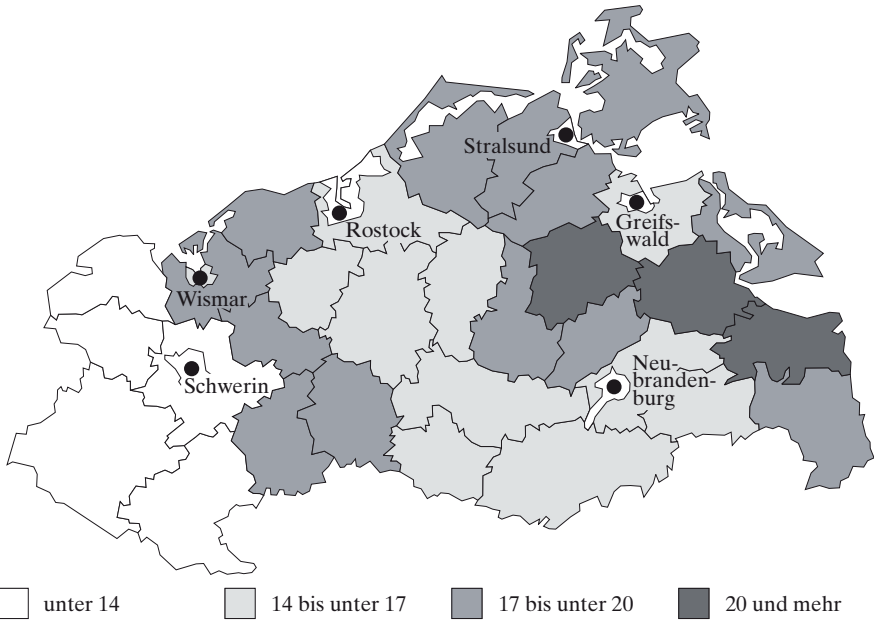 Stralsund
Rostock
Greifs-
wald
Wismar
Schwerin
Neu-
branden-
burg
unter 14
14 bis unter 17
17 bis unter 20
20 und mehr